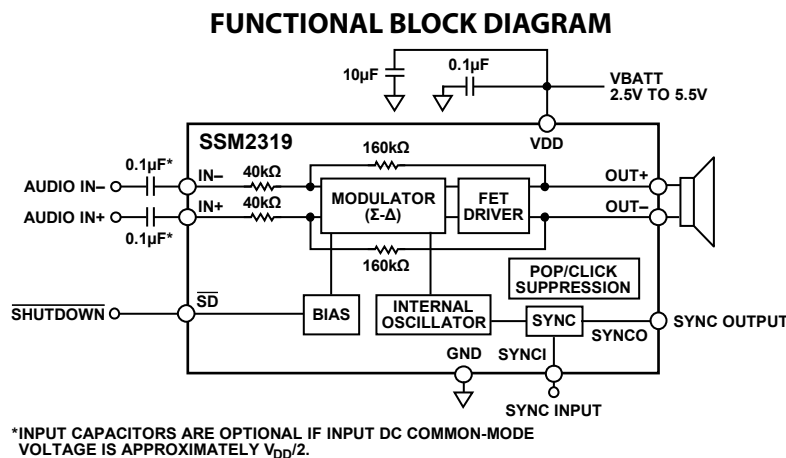 FUNCTIONAL BLOCK DIAGRAM
10µF
0.1µF
VBATT
2.5V TO 5.5V
VDD
SSM2319
160kΩ
0.1µF*
IN–
40kΩ
OUT+
AUDIO IN–
MODULATOR
(Σ-Δ)
FET
DRIVER
AUDIO IN+
IN+
40kΩ
OUT–
0.1µF*
160kΩ
POP/CLICK
SUPPRESSION
SHUTDOWN
SD
BIAS
INTERNAL
OSCILLATOR
SYNC
SYNCO
SYNC OUTPUT
GND
SYNCI
SYNC INPUT
*INPUT CAPACITORS ARE OPTIONAL IF INPUT DC COMMON-MODE
VOLTAGE IS APPROXIMATELY VDD/2.